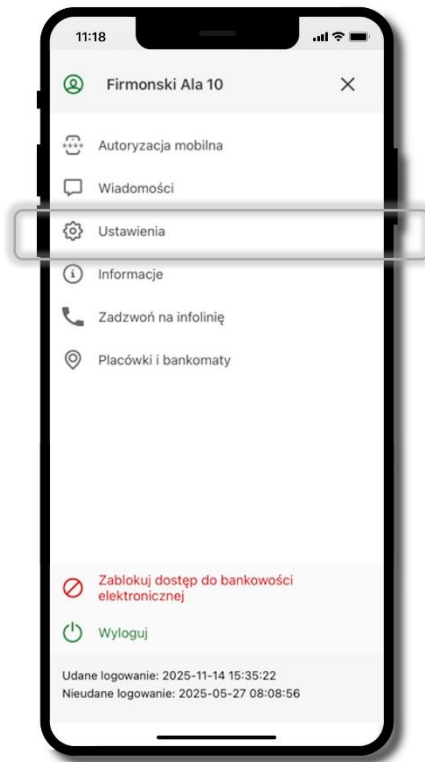 11:18
Firmonski Ala 10
Autoryzacja mobilna
Wiadomości
Ustawienia
Informacje
Zadzwoń na infolinię
Placówki i bankomaty
Zablokuj dostęp do bankowości
elektronicznej
Wyloguj
Udane logowanie: 2025-11-14 15:35:22
Nieudane logowanie: 2025-05-27 08:08:56